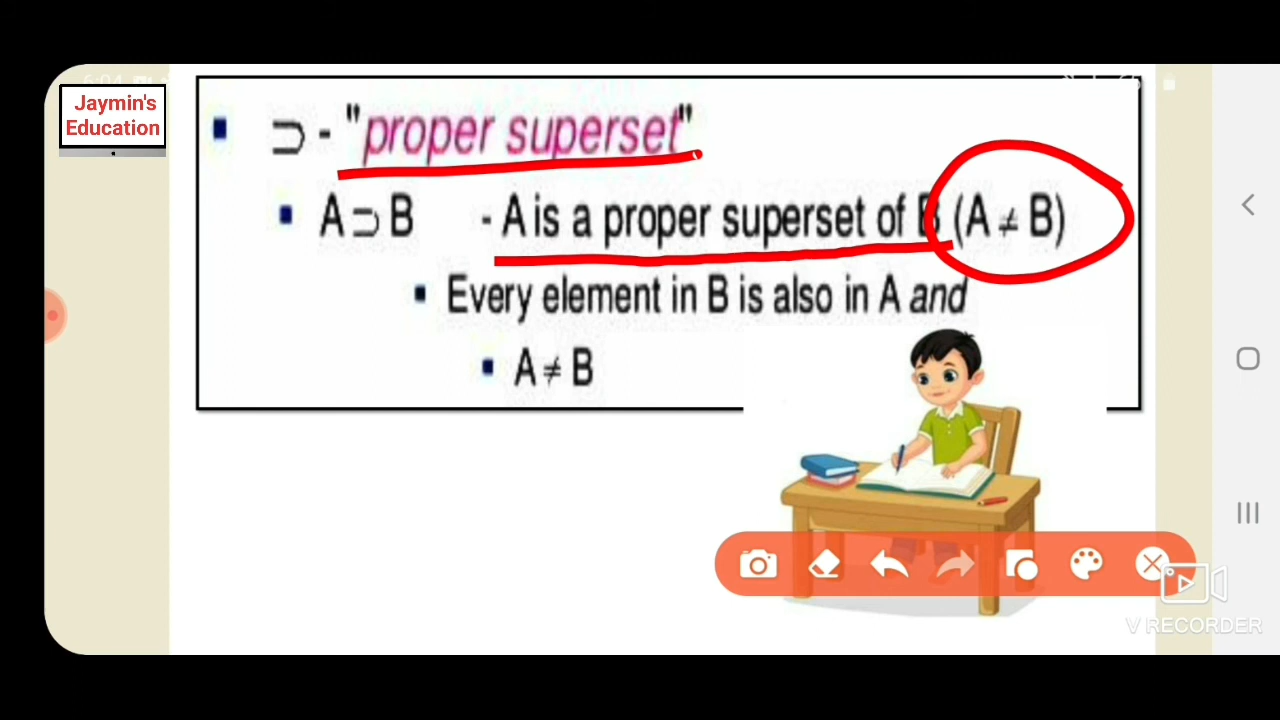 Jaymin's
Education
⊃ - "proper superset"
A⊃B - A is a proper superset of B (A ≠ B)
Every element in B is also in A and
A ≠ B
V RECORDER